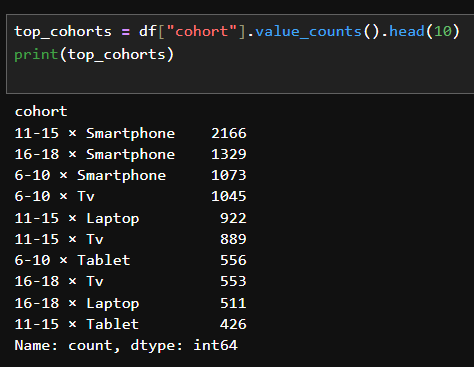 top_cohorts = df["cohort"].value_counts().head(10)
print(top_cohorts)
cohort
11-15 × Smartphone    2166
16-18 × Smartphone    1329
6-10 × Smartphone     1073
6-10 × Tv             1045
11-15 × Laptop         922
11-15 × Tv             889
6-10 × Tablet          556
16-18 × Tv             553
16-18 × Laptop         511
11-15 × Tablet         426
Name: count, dtype: int64